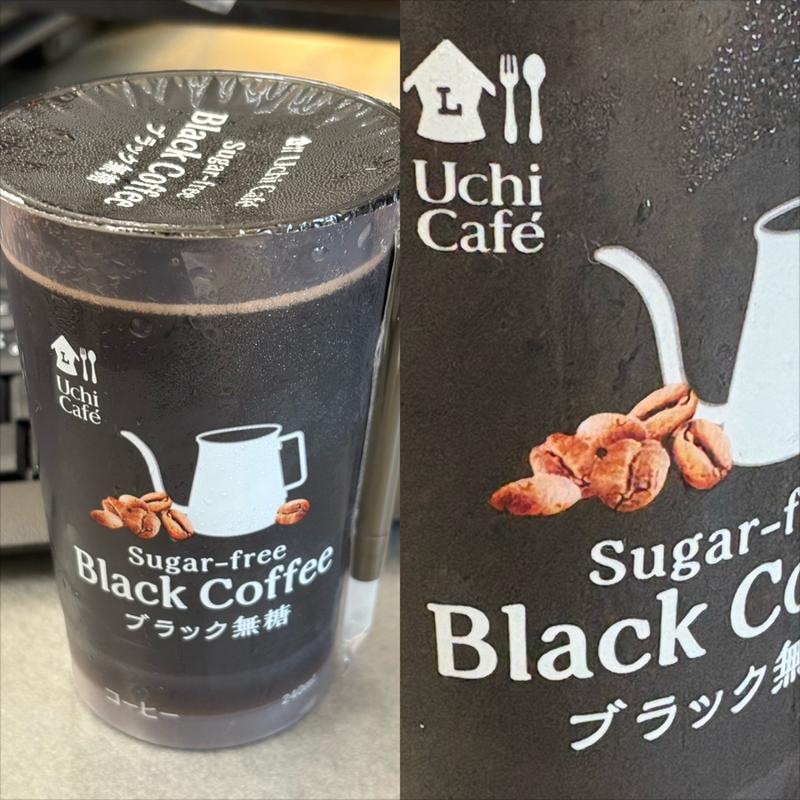 Uchi Café
Sugar-free
Black Coffee
ブラック無糖
L
Uchi
Café
Sugar-free
Black Coffee
ブラック無糖
コーヒー
240ml
L
Uchi
Café
Sugar-f
Black Co
ブラック無